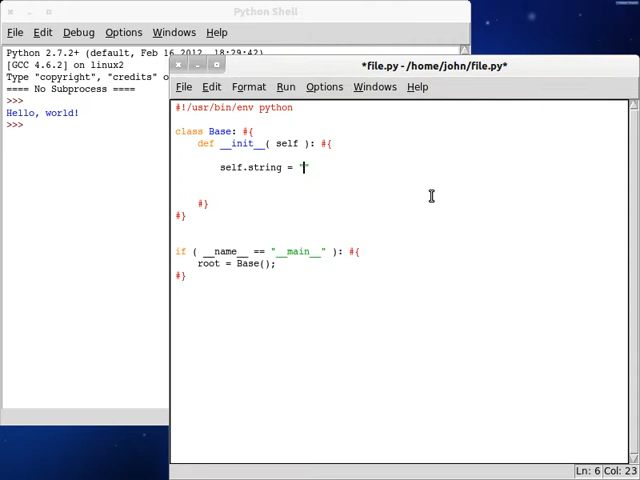 Python Shell
File Edit Debug Options Windows Help
Python 2.7.2+ (default, Feb 16 2012, 18:29:42)
[GCC 4.6.2] on linux2
Type "copyright", "credits" o
==== No Subprocess ====
>>>
Hello, world!
>>>
*file.py - /home/john/file.py*
File Edit Format Run Options Windows Help
#!/usr/bin/env python
class Base: #{
def __init__( self ): #{
self.string = ""
#}
#}
if ( __name__ == "__main__" ): #{
root = Base();
#}
Ln: 6 Col: 23